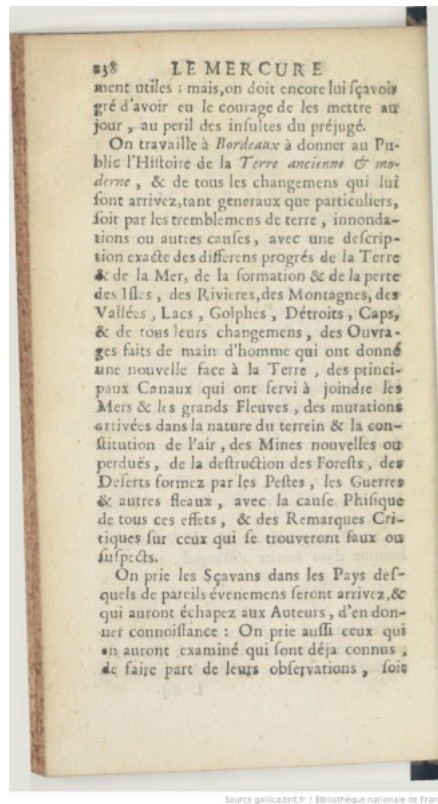 238 LE MERCURE
ment utiles : mais, on doit encore lui ſçavoir
gré d'avoir eu le courage de les mettre au
jour, au peril des inſultes du préjugé.
On travaille à Bordeaux à donner au Pu-
blic l'Hiſtoire de la Terre ancienne & mo-
derne, & de tous les changemens qui lui
ſont arrivez, tant generaux que particuliers,
ſoit par les tremblemens de terre, innonda-
tions ou autres cauſes, avec une deſcrip-
tion exacte des differens progrés de la Terre
& de la Mer, de la formation & de la perte
des Iſles, des Rivieres, des Montagnes, des
Vallées, Lacs, Golphes, Détroits, Caps,
& de tous leurs changemens, des Ouvra-
ges faits de main d'homme qui ont donné
une nouvelle face à la Terre, des princi-
paux Canaux qui ont ſervi à joindre les
Mers & les grands Fleuves, des mutations
arrivées dans la nature du terrein & la con-
ſtitution de l'air, des Mines nouvelles ou
perduës, de la deſtruction des Foreſts, des
Deſerts formez par les Peſtes, les Guerres
& autres fleaux, avec la cauſe Phiſique
de tous ces effets, & des Remarques Cri-
tiques ſur ceux qui ſe trouveront faux ou
ſuſpects.
On prie les Sçavans dans les Pays deſ-
quels de pareils évenemens ſeront arrivez, &
qui auront échapez aux Auteurs, d'en don-
ner connoiſſance : On prie auſſi ceux qui
en auront examiné qui ſont déja connus,
de faire part de leurs obſervations, ſoit
Source gallica.bnf.fr / Bibliothèque nationale de Fran